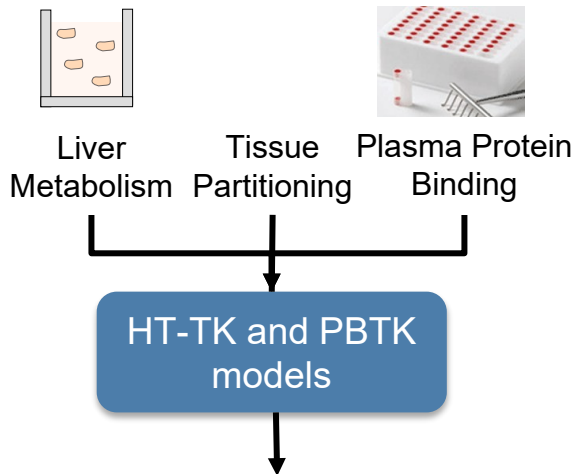 Liver
Metabolism
Tissue
Partitioning
Plasma Protein
Binding
HT-TK and PBTK
models